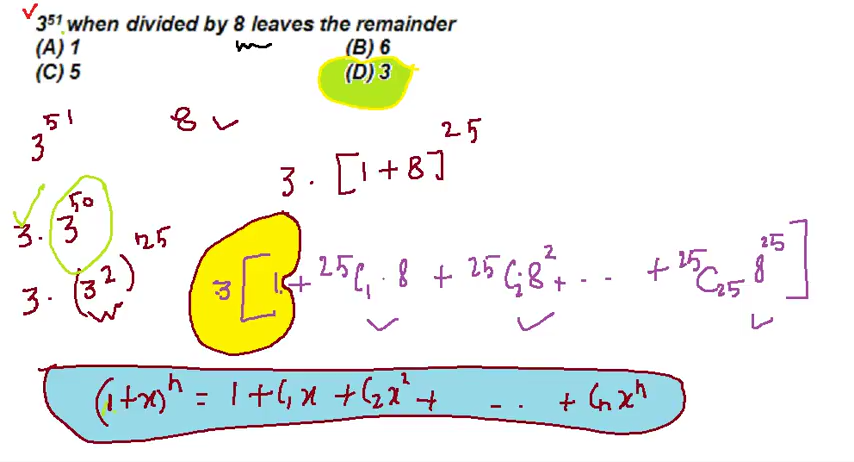 3^51 when divided by 8 leaves the remainder
(A) 1 (B) 6
(C) 5 (D) 3
3^51 8
3 · [1 + 8]^25
3 · 3^50
3 · (3^2)^25
3 [1 + 25C1 · 8 + 25C2 8^2 + ... + 25C25 8^25]
(1+x)^n = 1 + C1 x + C2 x^2 + ... + Cn x^n